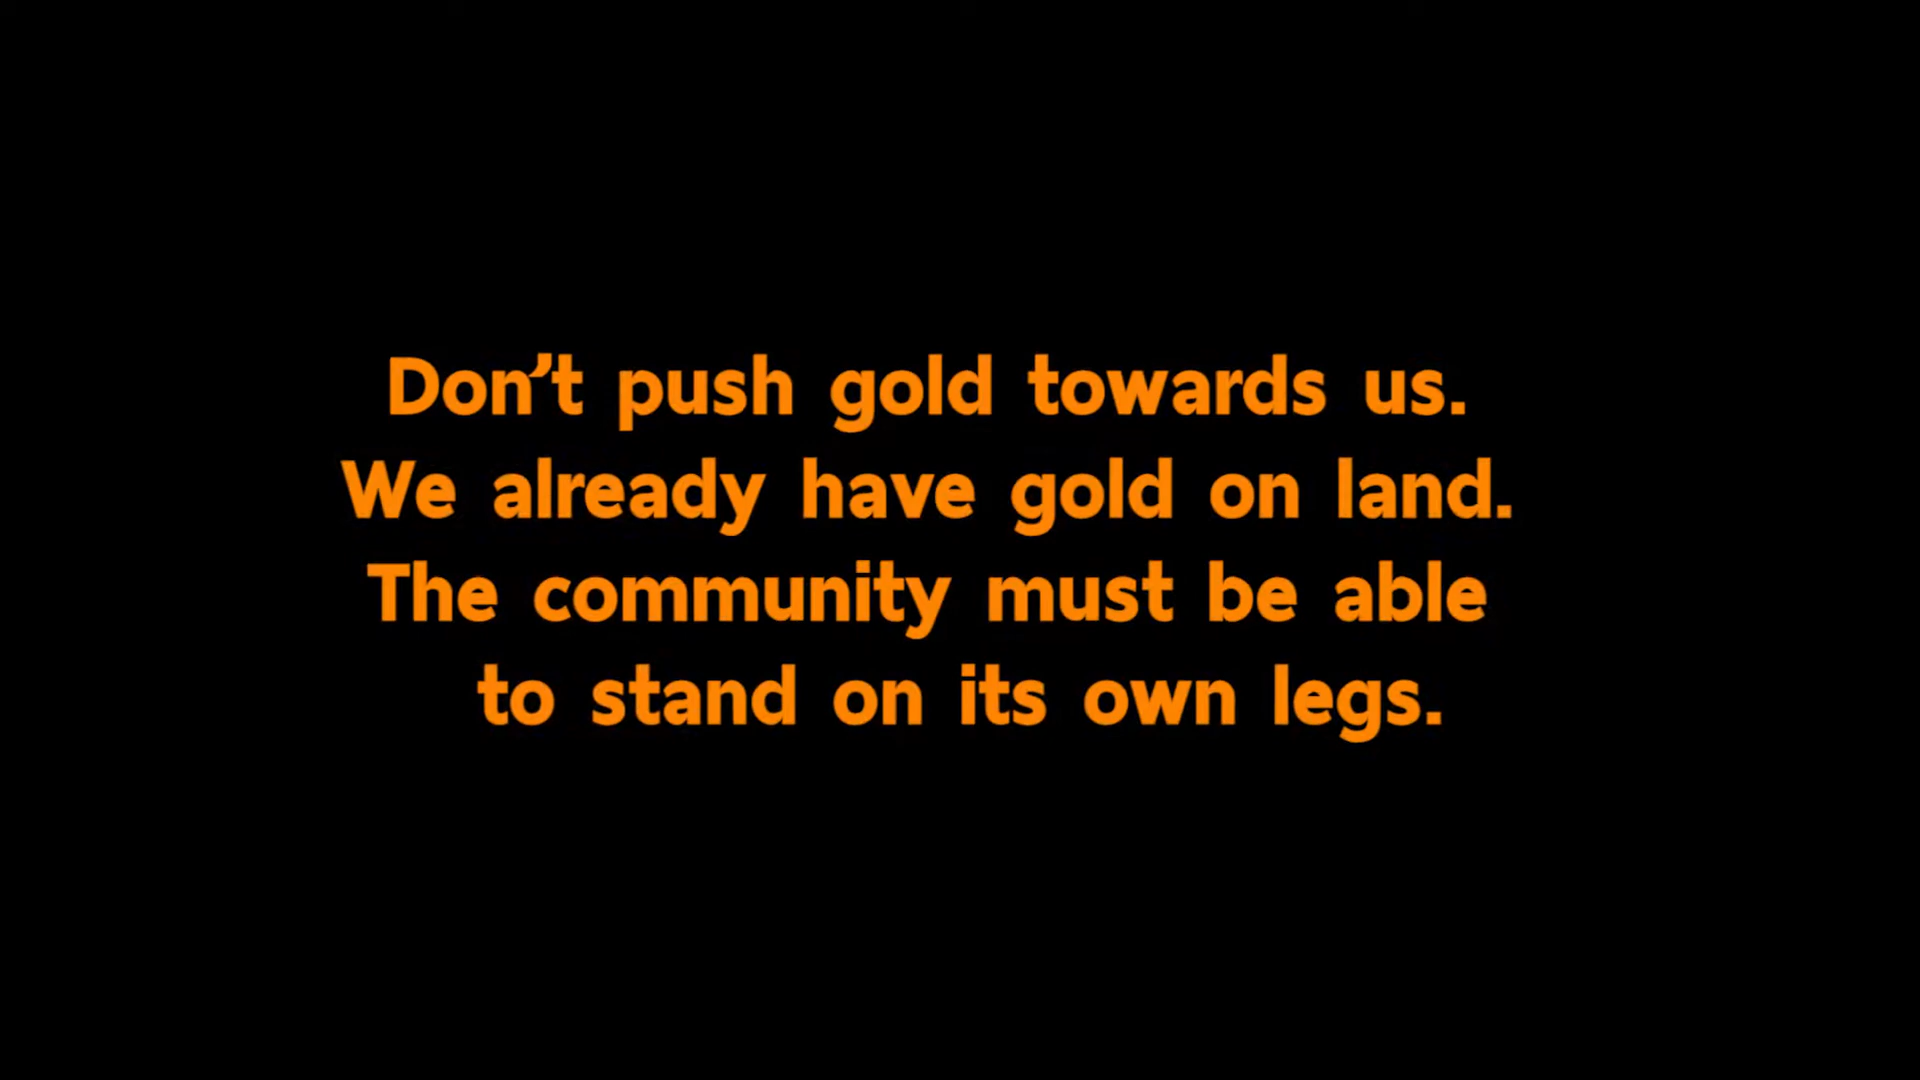 Don’t push gold towards us.
We already have gold on land.
The community must be able
to stand on its own legs.